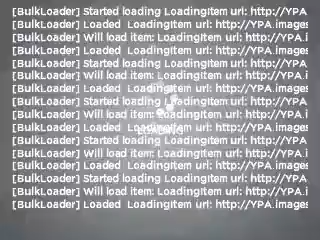 [BulkLoader] Started loading LoadingItem url: http://YPA
[BulkLoader] Loaded  LoadingItem url: http://YPA.images
[BulkLoader] Will load item: LoadingItem url: http://YPA.i
[BulkLoader] Loaded  LoadingItem url: http://YPA.images
[BulkLoader] Started loading LoadingItem url: http://YPA
[BulkLoader] Will load item: LoadingItem url: http://YPA.i
[BulkLoader] Loaded  LoadingItem url: http://YPA.images
[BulkLoader] Started loading LoadingItem url: http://YPA
[BulkLoader] Will load item: LoadingItem url: http://YPA.i
[BulkLoader] Loaded  LoadingItem url: http://YPA.images
[BulkLoader] Started loading LoadingItem url: http://YPA
[BulkLoader] Will load item: LoadingItem url: http://YPA.i
[BulkLoader] Loaded  LoadingItem url: http://YPA.images
[BulkLoader] Started loading LoadingItem url: http://YPA
[BulkLoader] Will load item: LoadingItem url: http://YPA.i
[BulkLoader] Loaded  LoadingItem url: http://YPA.images